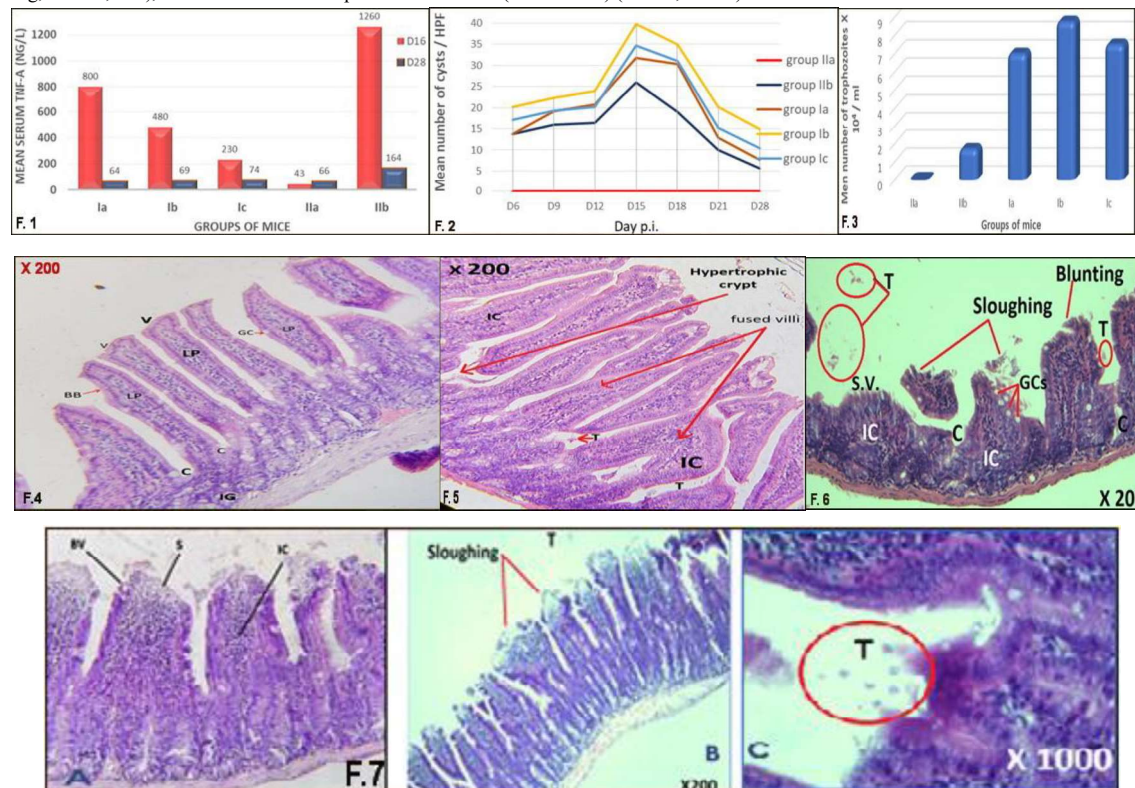 1260
1200
1000
800
600
400
200
0
MEAN SERUM TNF-A (NG/L)
D16
D28
800
64
480
69
230
74
43
66
164
Ia
Ib
Ic
IIa
IIb
GROUPS OF MICE
F. 1
40
35
30
25
20
15
10
5
0
Mean number of cysts / HPF
group IIa
group IIb
group Ia
group Ib
group Ic
D6
D9
D12
D15
D18
D21
D28
Day p.i.
F. 2
9
8
7
6
5
4
3
2
1
0
Men number of trophozoites X
10⁴ / ml
IIa
IIb
Ia
Ib
Ic
Groups of mice
F.3
X 200
V
V
GC
LP
LP
BB
LP
C
C
IG
F.4
X 200
Hypertrophic
crypt
IC
fused villi
T
IC
T
F.5
T
Blunting
Sloughing
T
S.V.
GCs
IC
C
IC
C
F. 6
X 20
BV
S
IC
A
F.7
Sloughing
T
B
X200
T
C
X 1000